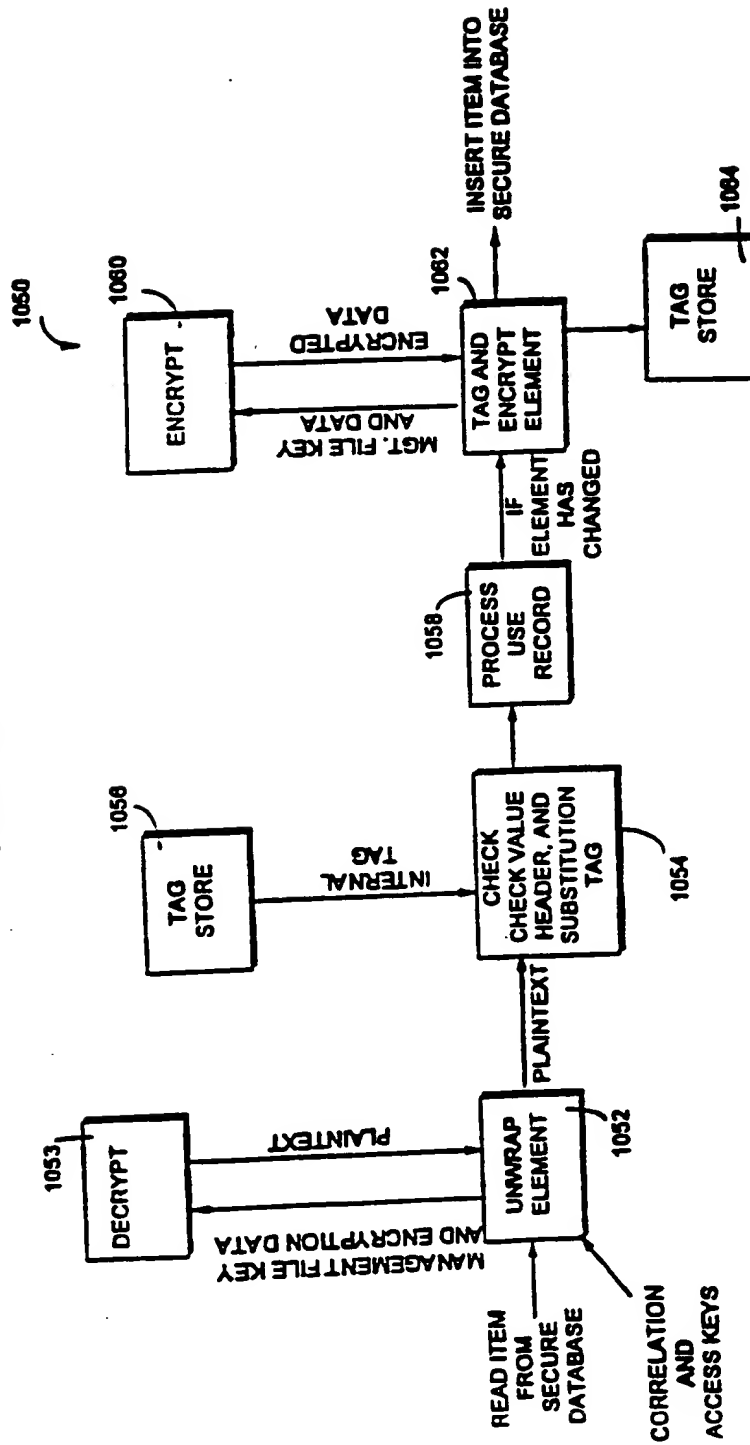 1050
1053
DECRYPT
MANAGEMENT FILE KEY
AND ENCRYPTION DATA
PLAINTEXT
READ ITEM
FROM
SECURE
DATABASE
UNWRAP
ELEMENT
1052
CORRELATION
AND
ACCESS KEYS
PLAINTEXT
1056
TAG
STORE
INTERNAL
TAG
CHECK
CHECK VALUE
HEADER, AND
SUBSTITUTION
TAG
1054
1058
PROCESS
USE
RECORD
IF
ELEMENT
HAS
CHANGED
1060
ENCRYPT
MGT. FILE KEY
AND DATA
ENCRYPTED
DATA
1062
TAG AND
ENCRYPT
ELEMENT
INSERT ITEM INTO
SECURE DATABASE
TAG
STORE
1064